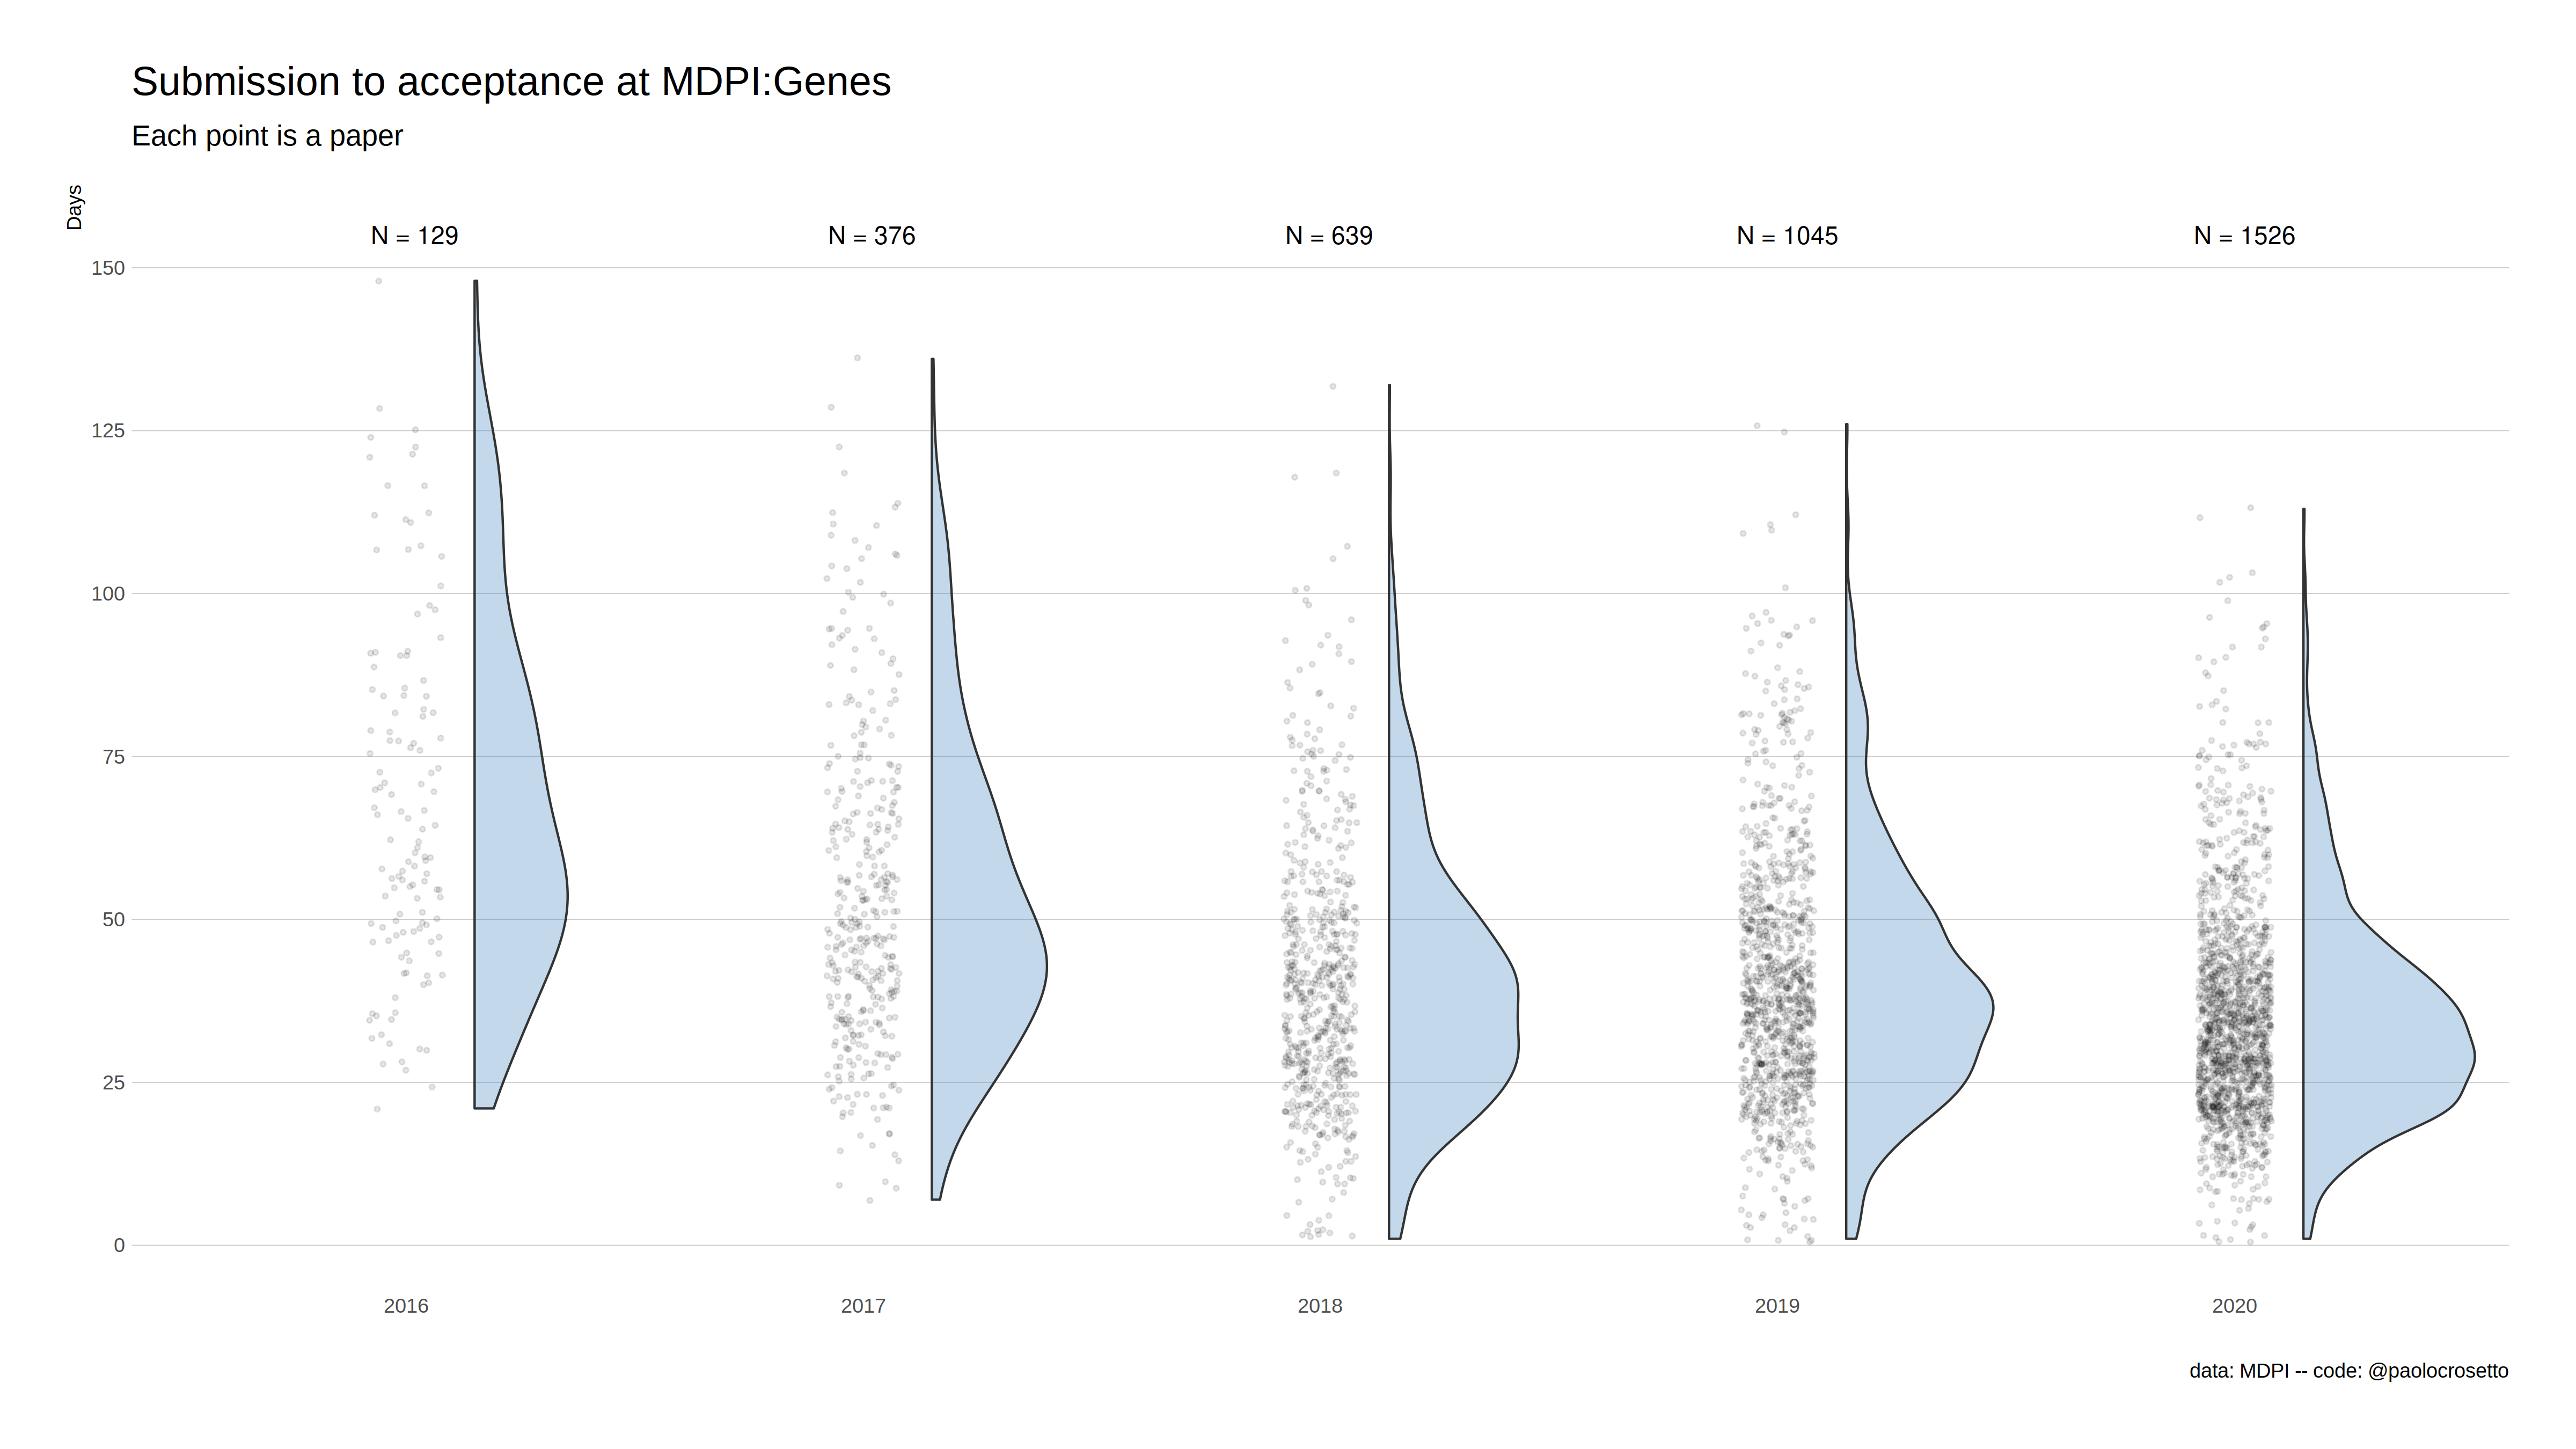 Submission to acceptance at MDPI:Genes
Each point is a paper
Days
N = 129
N = 376
N = 639
N = 1045
N = 1526
150
125
100
75
50
25
0
2016
2017
2018
2019
2020
data: MDPI -- code: @paolocrosetto